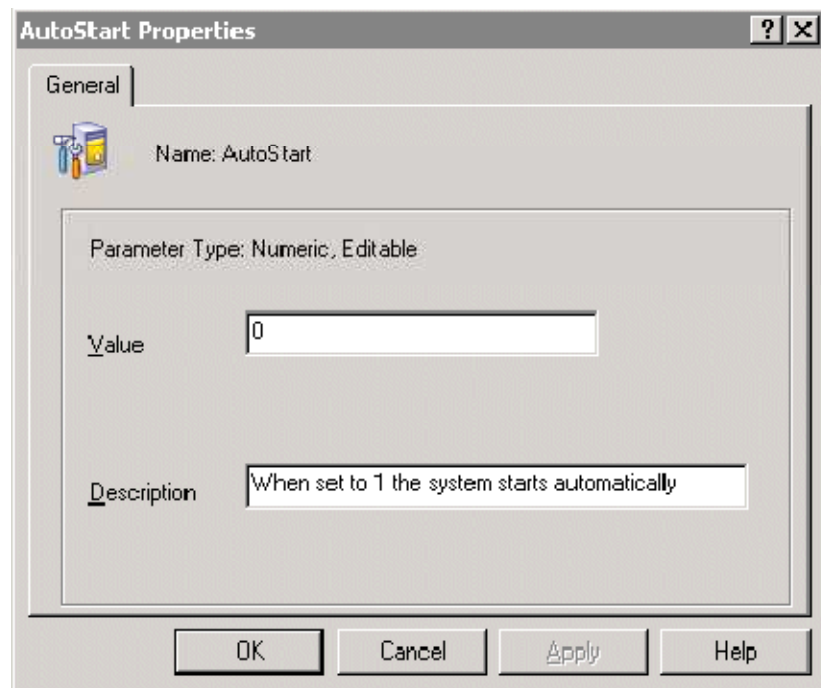 AutoStart Properties
General
Name: AutoStart
Parameter Type: Numeric, Editable
Value
0
Description
When set to 1 the system starts automatically
OK
Cancel
Apply
Help